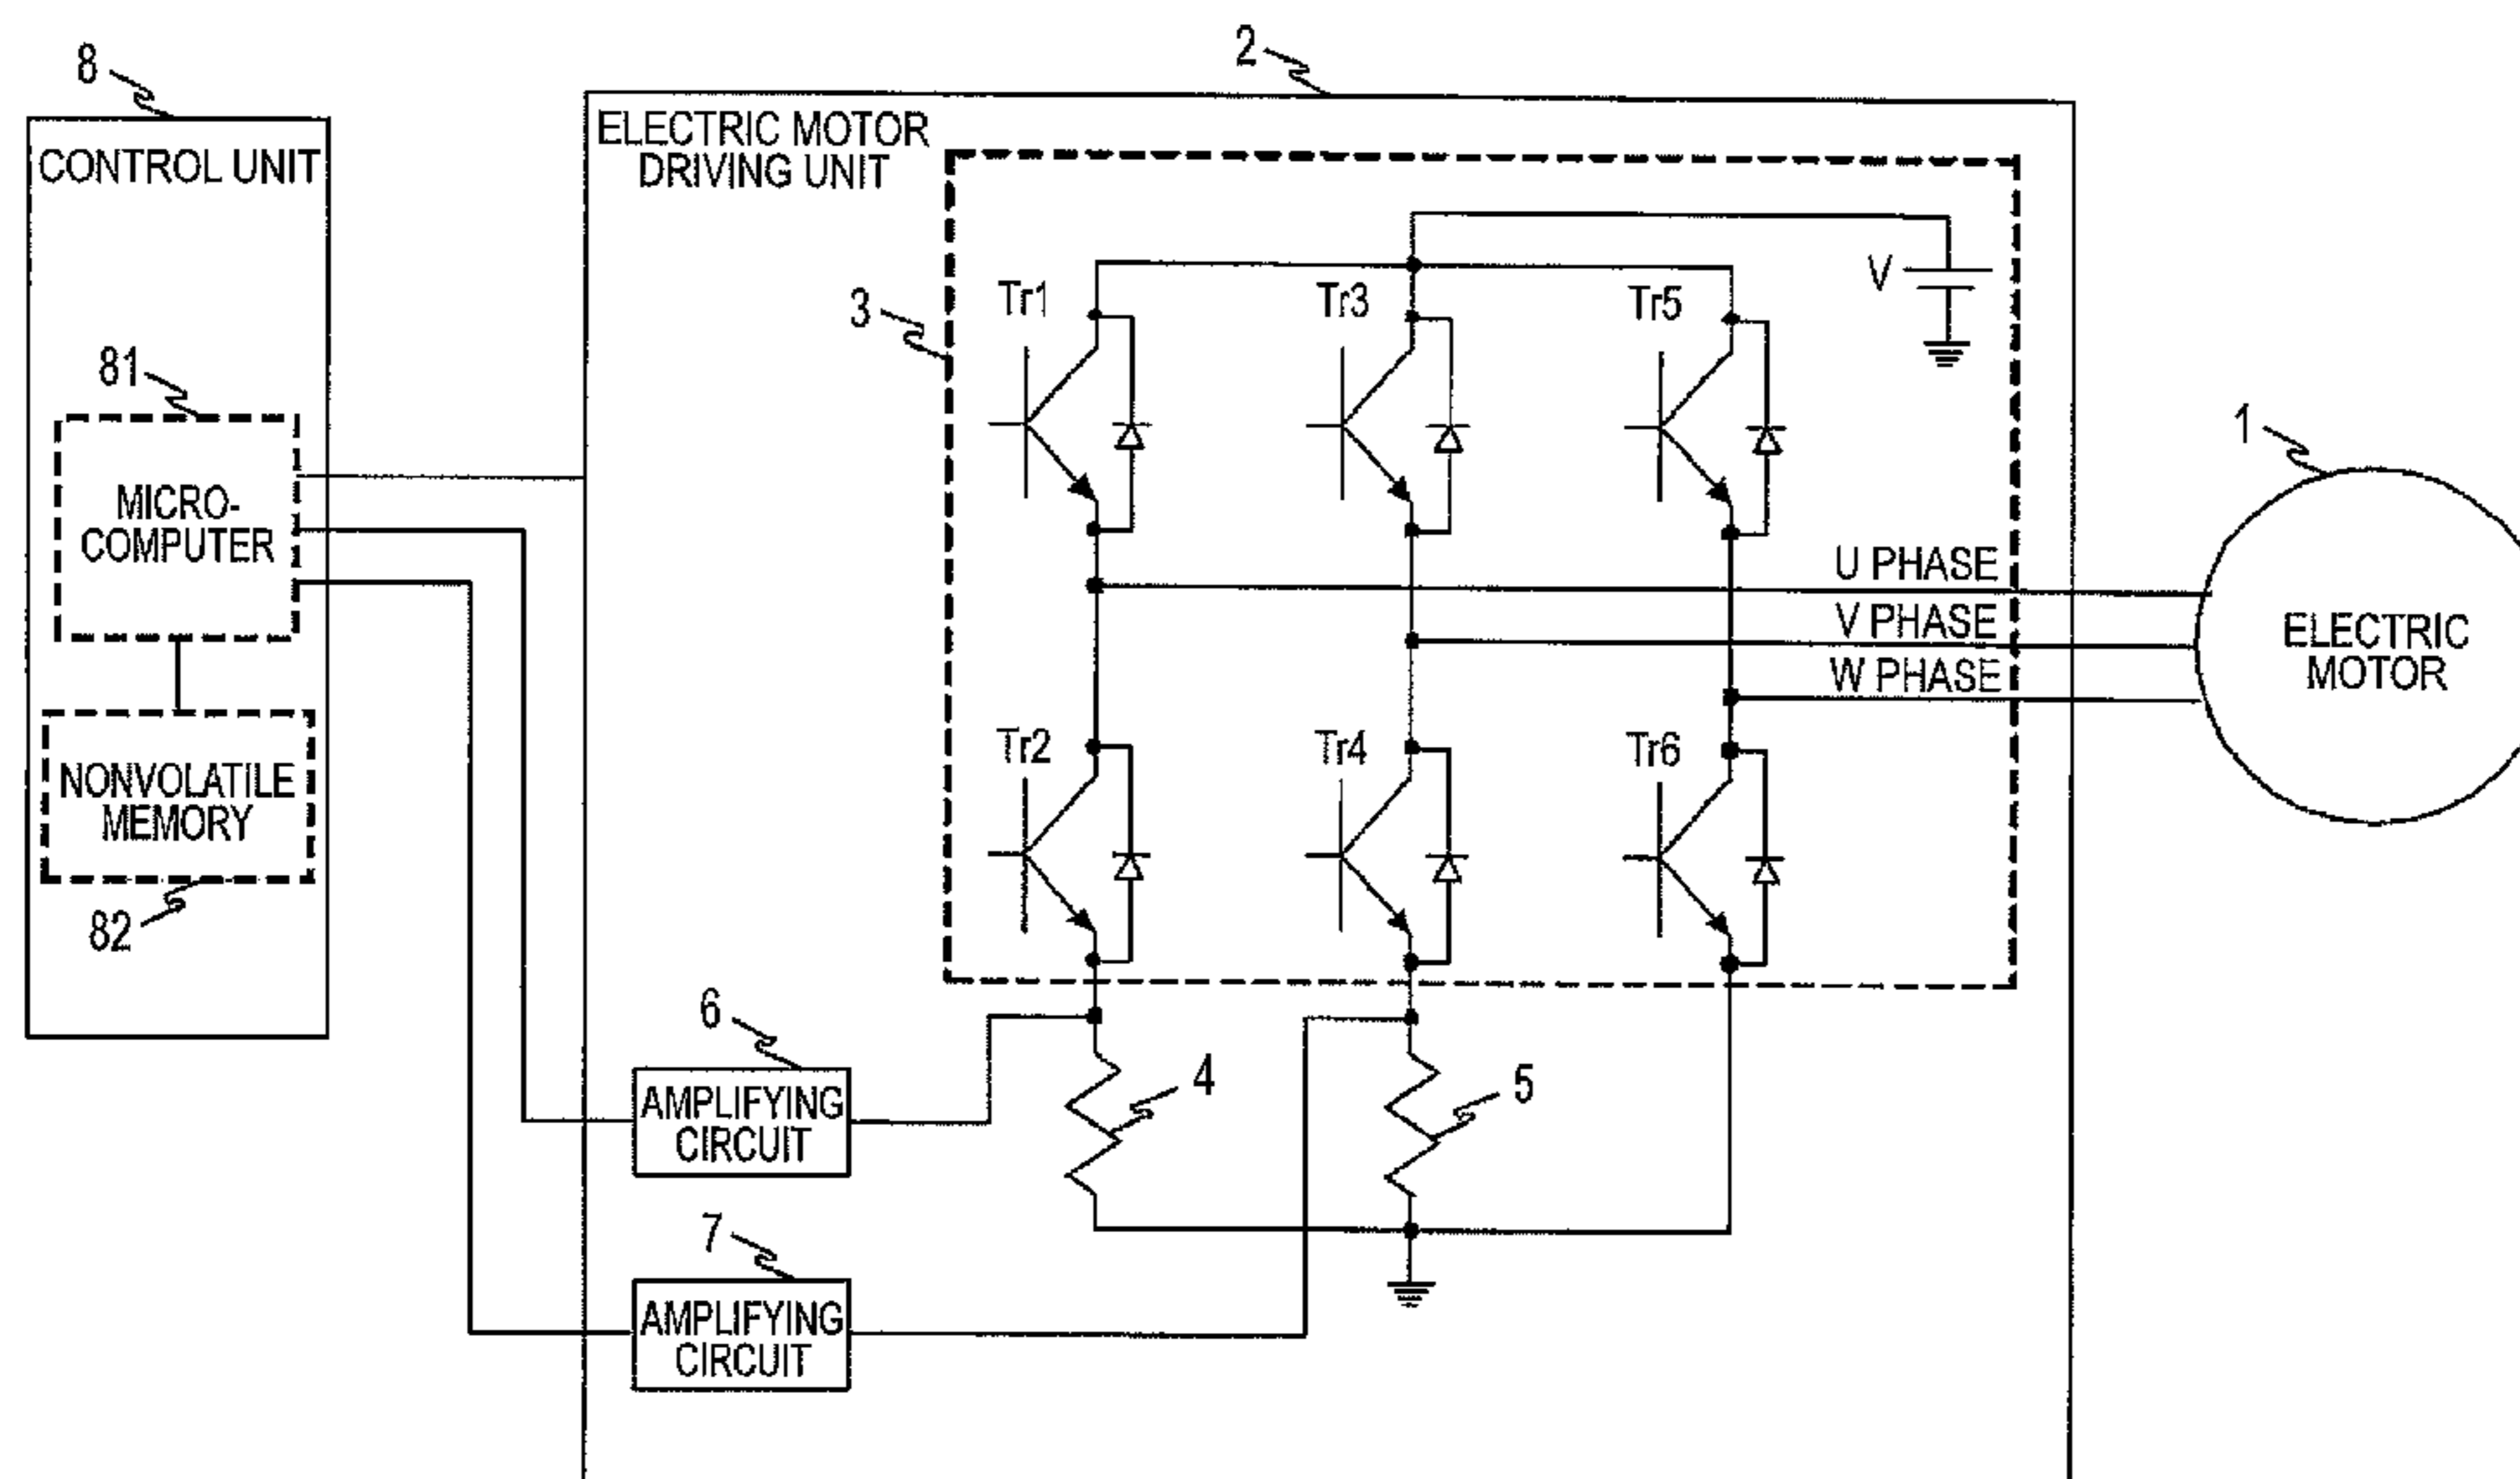 2
8
CONTROL UNIT
ELECTRIC MOTOR
DRIVING UNIT
3
Tr1
Tr3
Tr5
V
81
MICRO-
COMPUTER
1
U PHASE
V PHASE
W PHASE
ELECTRIC
MOTOR
Tr2
Tr4
Tr6
NONVOLATILE
MEMORY
82
6
AMPLIFYING
CIRCUIT
4
5
7
AMPLIFYING
CIRCUIT